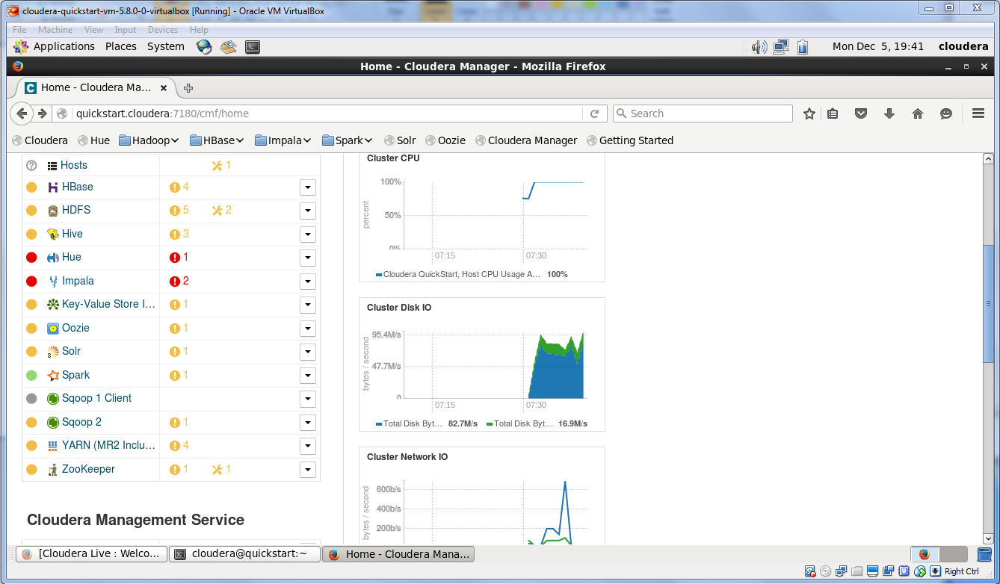 cloudera-quickstart-vm-5.8.0-0-virtualbox [Running] - Oracle VM VirtualBox
File Machine View Input Devices Help
Applications Places System Mon Dec 5, 19:41 cloudera
Home - Cloudera Manager - Mozilla Firefox
Home - Cloudera Ma...
quickstart.cloudera:7180/cmf/home Search
Cloudera Hue Hadoop HBase Impala Spark Solr Oozie Cloudera Manager Getting Started
Hosts 1
HBase 4
HDFS 5 2
Hive 3
Hue 1
Impala 2
Key-Value Store I...
1
Oozie 1
Solr 1
Spark 1
Sqoop 1 Client
Sqoop 2 1
YARN (MR2 Inclu... 4
ZooKeeper 1 1
Cloudera Management Service
Cluster CPU
percent
100%
50%
0%
07:15 07:30
Cloudera QuickStart, Host CPU Usage A... 100%
Cluster Disk IO
bytes / second
95.4M/s
47.7M/s
0
07:15 07:30
Total Disk Byt... 82.7M/s Total Disk Byt... 16.9M/s
Cluster Network IO
bytes / second
600b/s
400b/s
200b/s
[Cloudera Live : Welco... cloudera@quickstart:~ Home - Cloudera Mana...
Right Ctrl